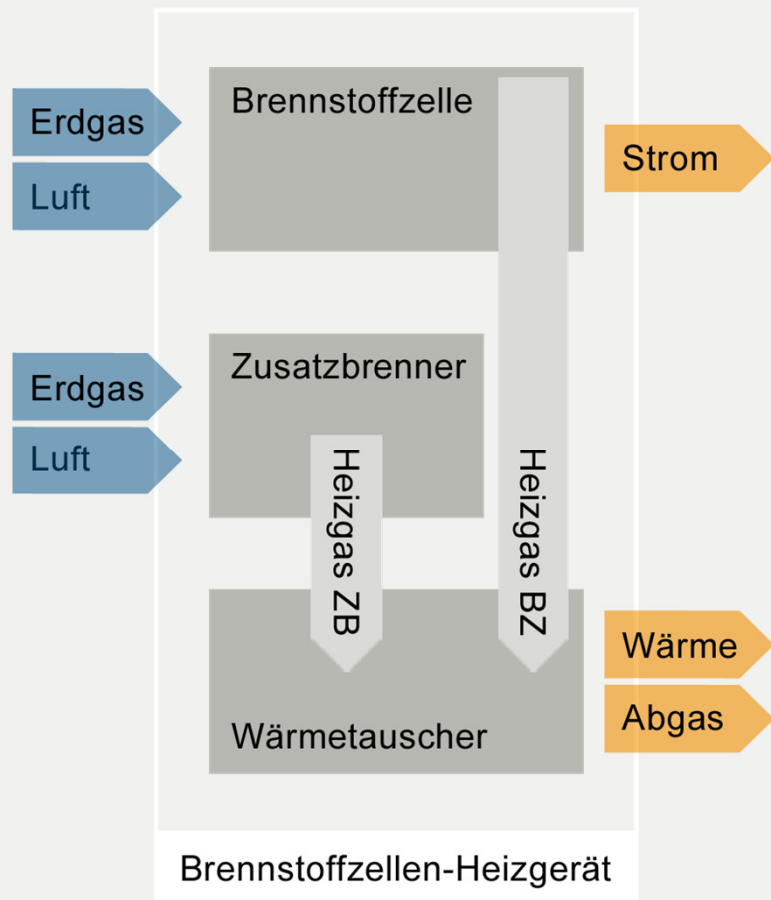 Erdgas
Luft
Brennstoffzelle
Strom
Erdgas
Luft
Zusatzbrenner
Heizgas ZB
Heizgas BZ
Wärmetauscher
Wärme
Abgas
Brennstoffzellen-Heizgerät